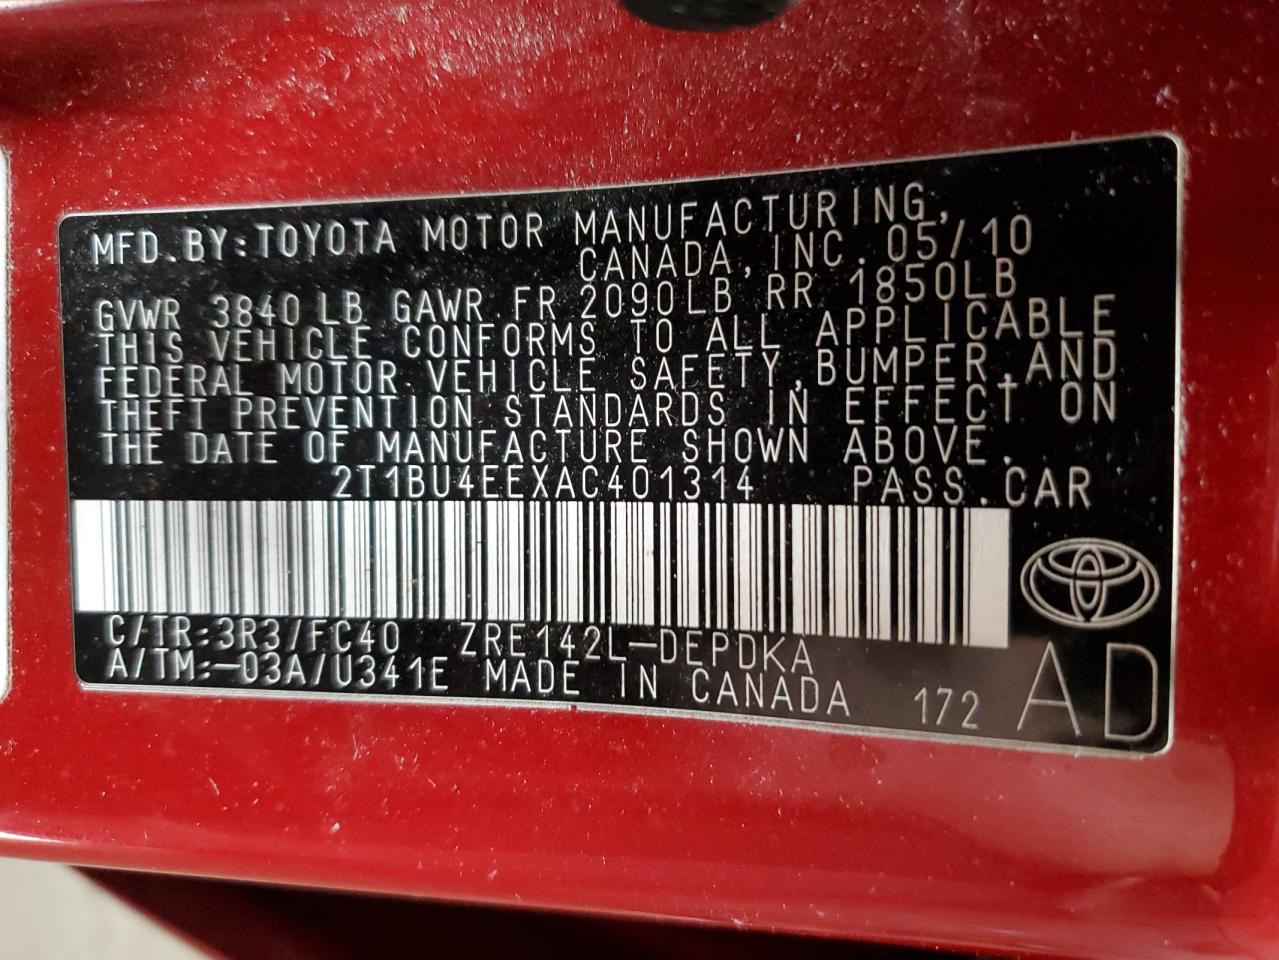 MFD.BY:TOYOTA MOTOR MANUFACTURING,
CANADA,INC.05/10
GVWR 3840LB GAWR FR 2090LB RR 1850LB
THIS VEHICLE CONFORMS TO ALL APPLICABLE
FEDERAL MOTOR VEHICLE SAFETY,BUMPER,AND
THEFT PREVENTION STANDARDS IN EFFECT ON
THE DATE OF MANUFACTURE SHOWN ABOVE.
2T1BU4EEXAC401314 PASS.CAR
C/TR:3R3/FC40 ZRE142L-DEPDKA
A/TM:-03A/U341E MADE IN CANADA 172 AD